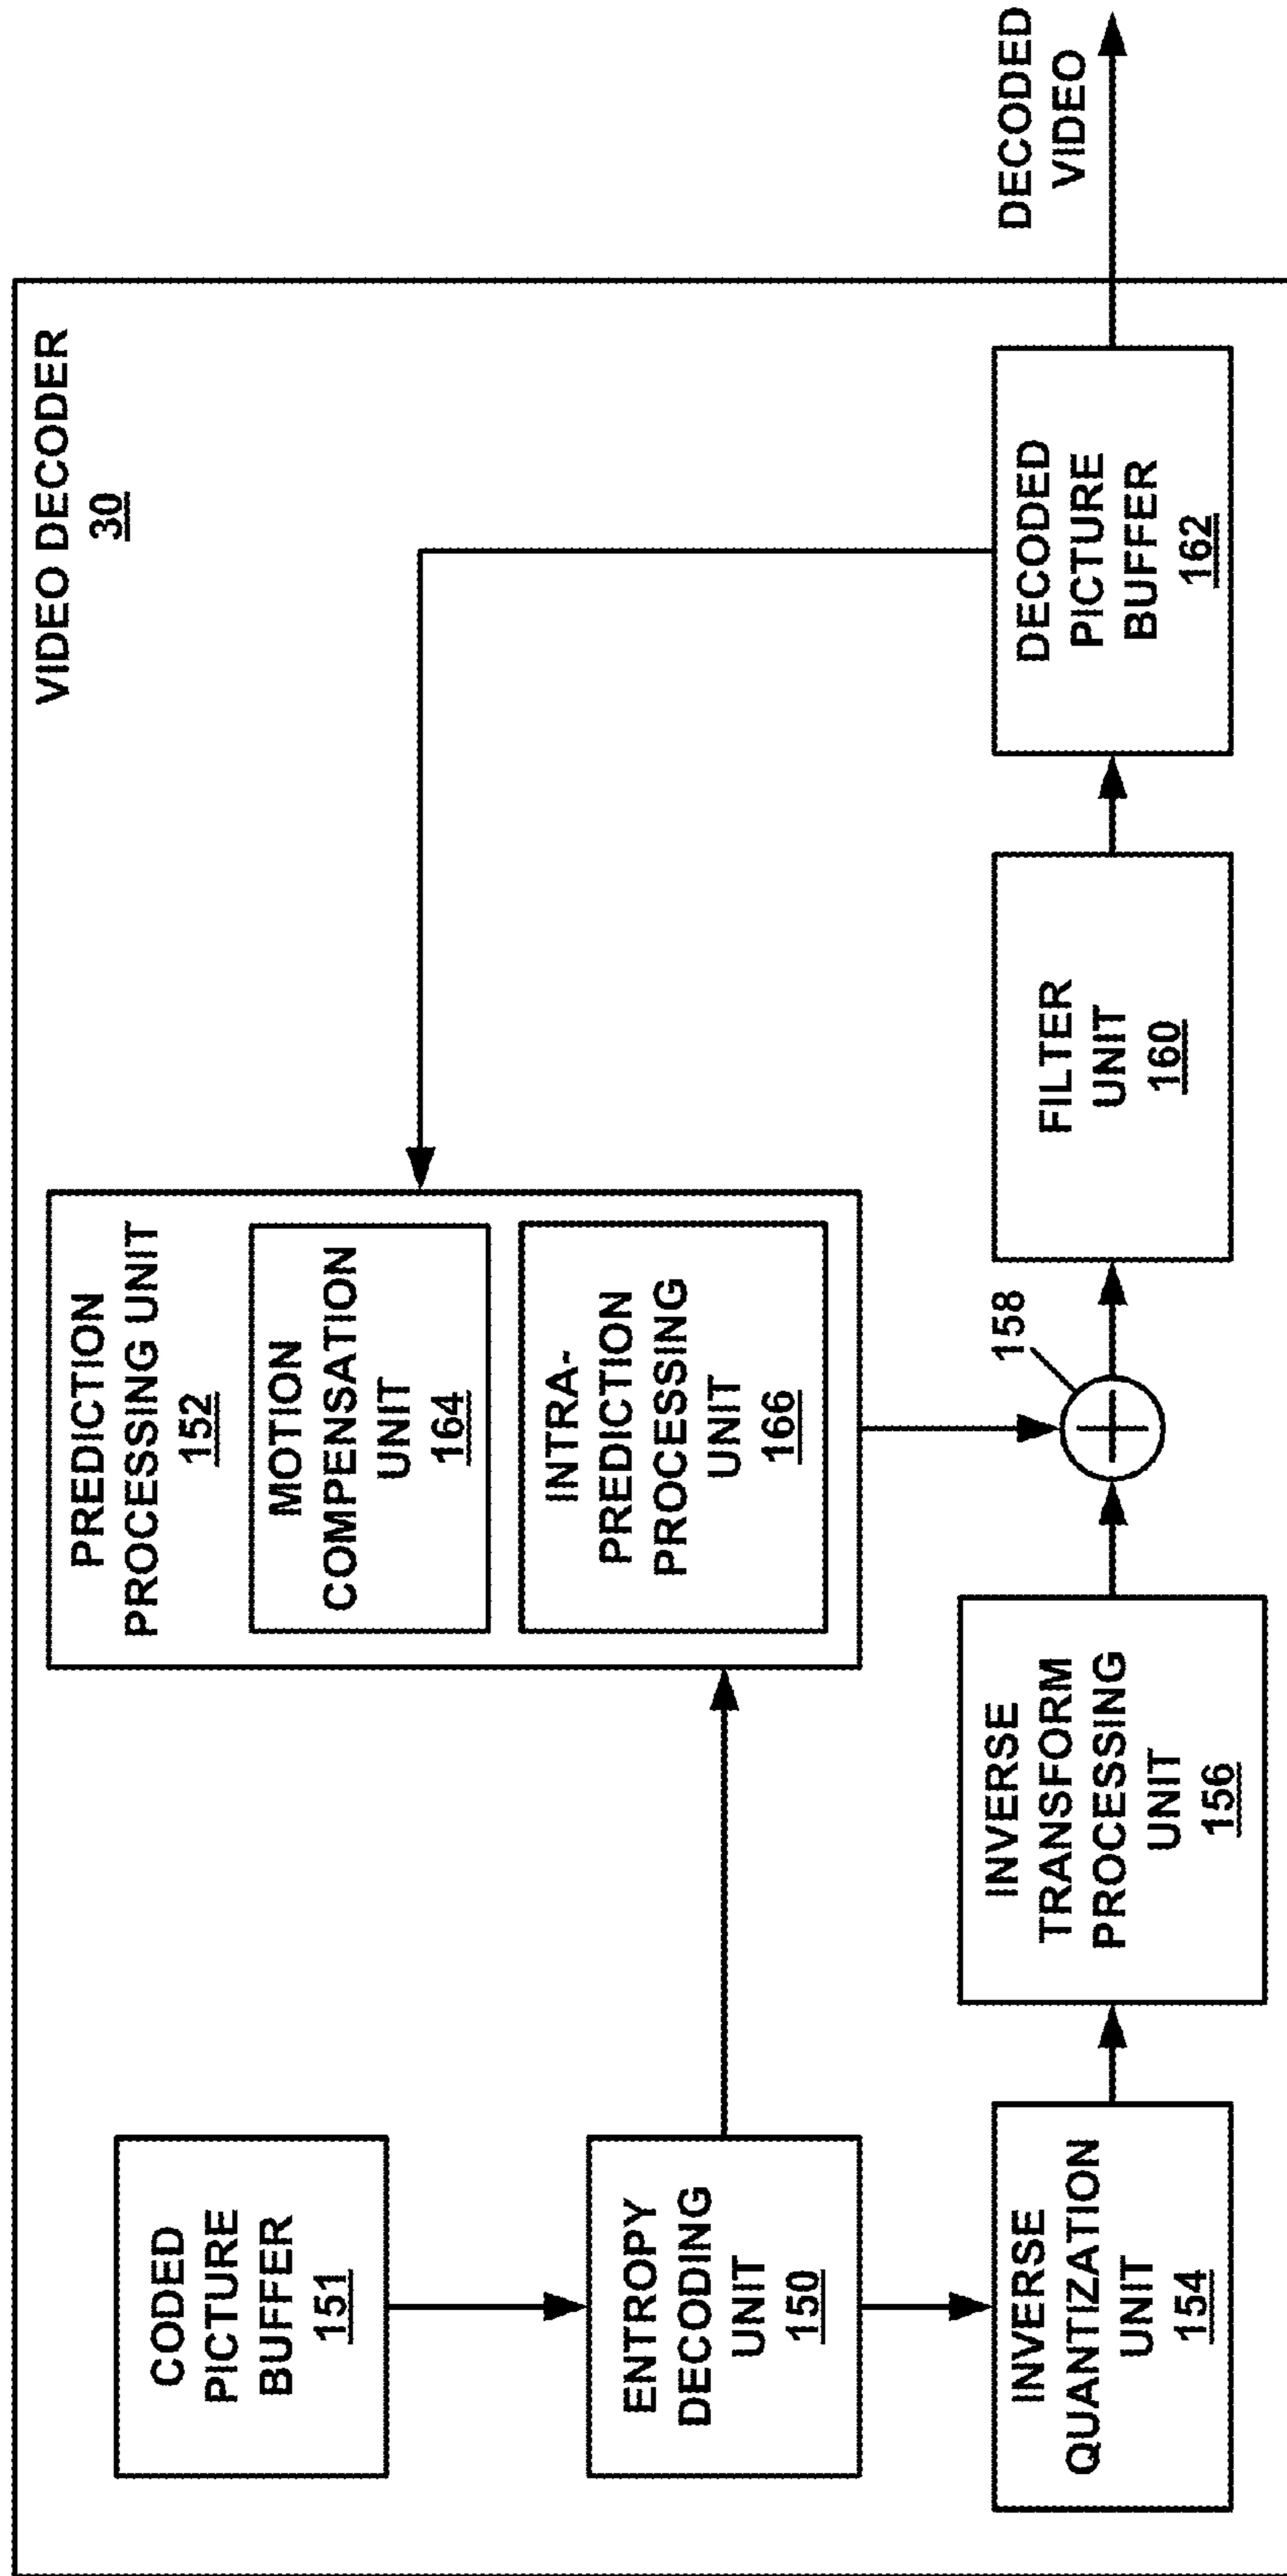 VIDEO DECODER
30
CODED
PICTURE
BUFFER
151
ENTROPY
DECODING
UNIT
150
INVERSE
QUANTIZATION
UNIT
154
PREDICTION
PROCESSING UNIT
152
MOTION
COMPENSATION
UNIT
164
INTRA-
PREDICTION
PROCESSING
UNIT
166
INVERSE
TRANSFORM
PROCESSING
UNIT
156
158
FILTER
UNIT
160
DECODED
PICTURE
BUFFER
162
DECODED
VIDEO